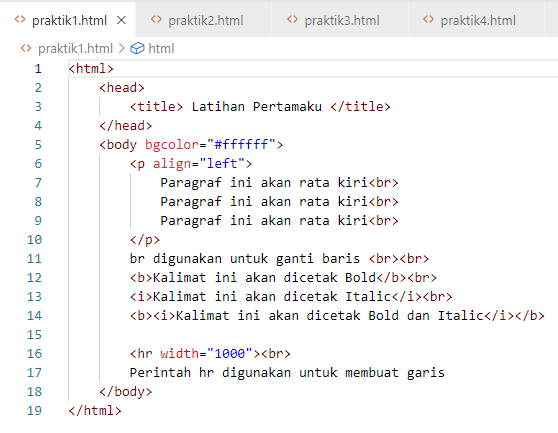 praktik1.html praktik2.html praktik3.html praktik4.html
praktik1.html > html
1 <html>
2     <head>
3         <title> Latihan Pertamaku </title>
4     </head>
5     <body bgcolor="#ffffff">
6         <p align="left">
7             Paragraf ini akan rata kiri<br>
8             Paragraf ini akan rata kiri<br>
9             Paragraf ini akan rata kiri<br>
10         </p>
11         br digunakan untuk ganti baris <br><br>
12         <b>Kalimat ini akan dicetak Bold</b><br>
13         <i>Kalimat ini akan dicetak Italic</i><br>
14         <b><i>Kalimat ini akan dicetak Bold dan Italic</i></b>
15
16         <hr width="1000"><br>
17         Perintah hr digunakan untuk membuat garis
18     </body>
19 </html>